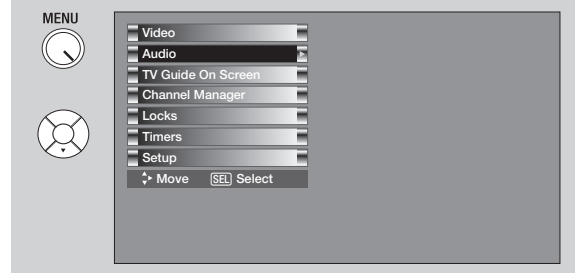 MENU
Video
Audio
TV Guide On Screen
Channel Manager
Locks
Timers
Setup
Move SEL Select